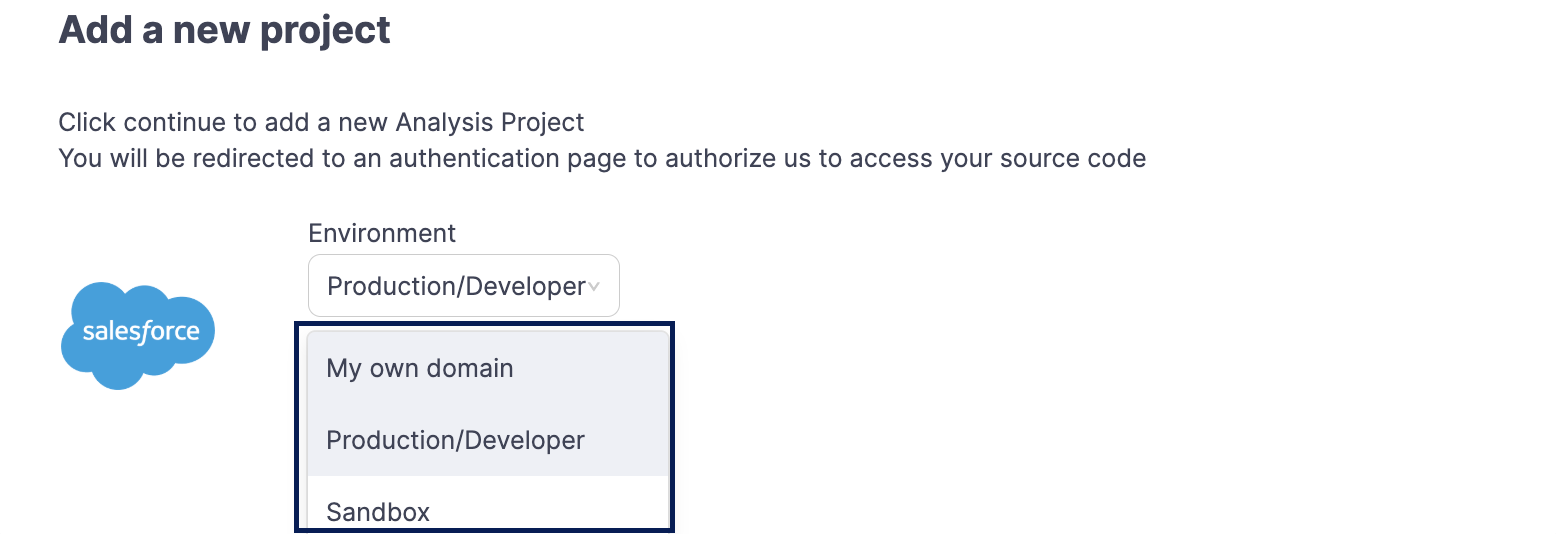 Add a new project
Click continue to add a new Analysis Project
You will be redirected to an authentication page to authorize us to access your source code
Environment
Production/Developer
salesforce
My own domain
Production/Developer
Sandbox